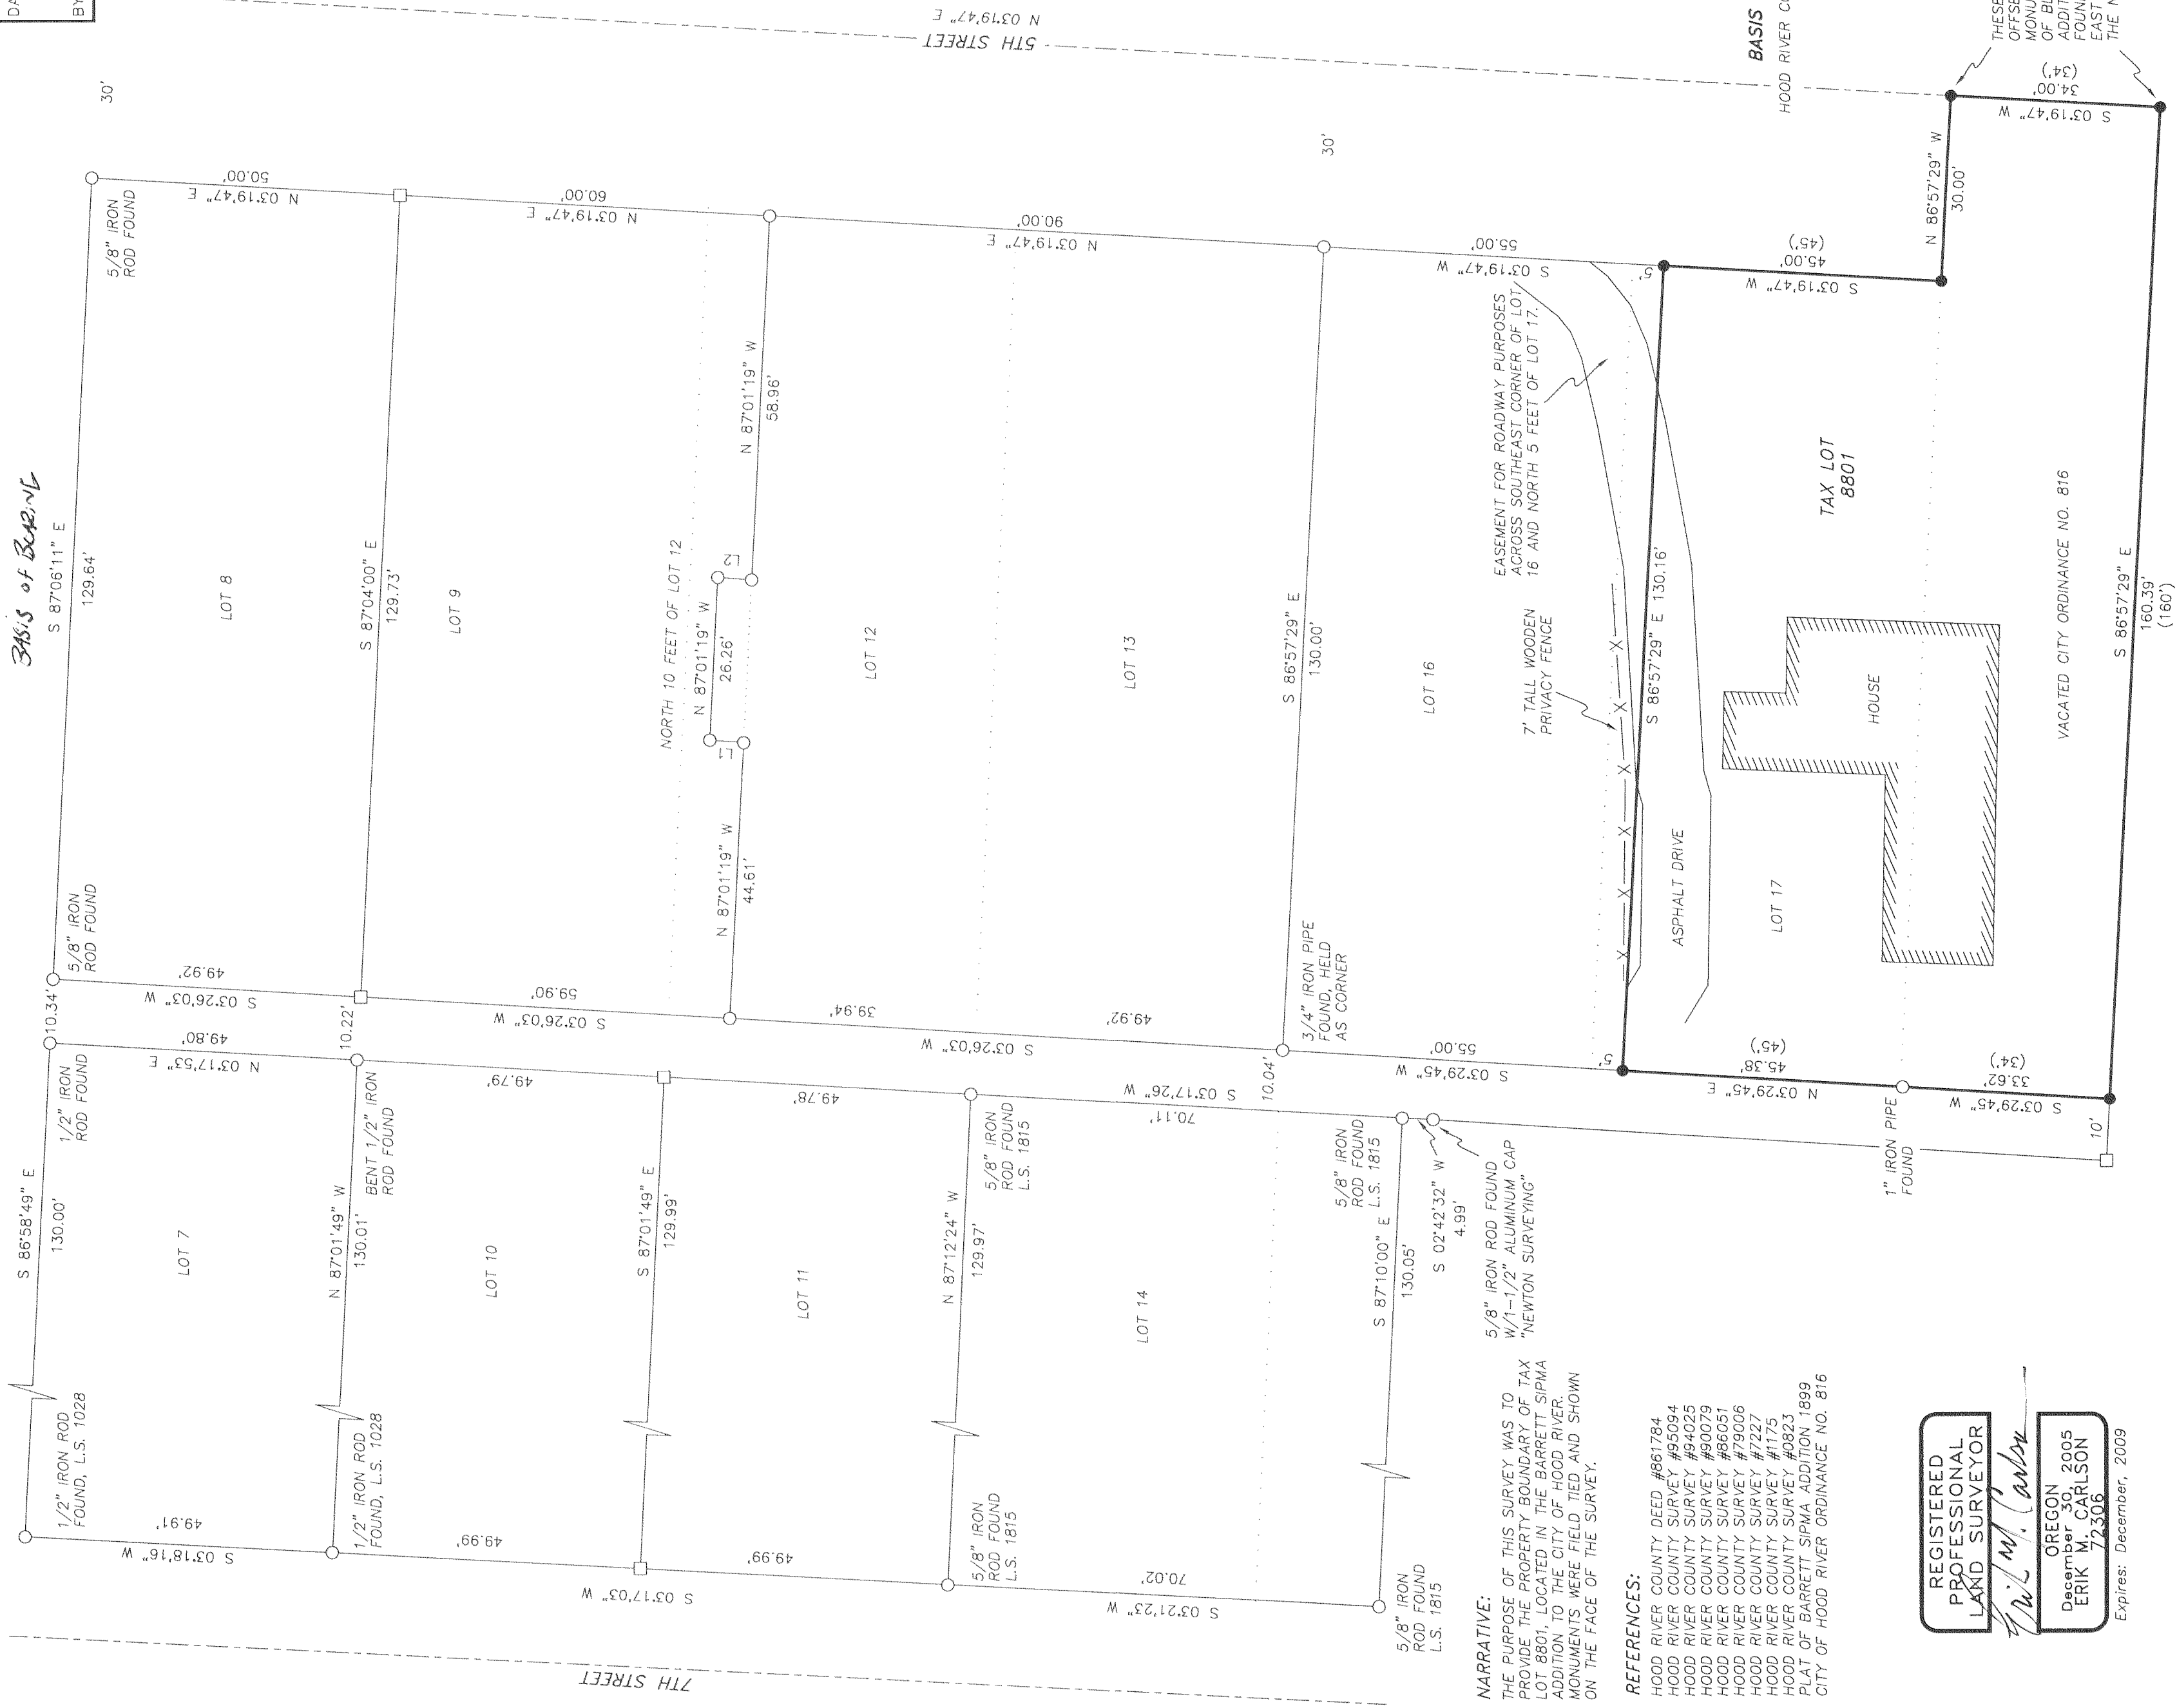 DA
BY
BASIS OF BEARING
S 87°06'11" E
129.64'
5/8" IRON
ROD FOUND
5/8" IRON
ROD FOUND
LOT 8
N 03°19'47" E
50.00'
30'
5TH STREET
N 03°19'47" E
S 03°26'03" W
49.92'
10.34'
S 87°04'00" E
129.73'
LOT 9
N 03°19'47" E
60.00'
S 03°26'03" W
59.90'
10.22'
NORTH 10 FEET OF LOT 12
N 87°01'19" W
44.61'
L1
N 87°01'19" W
26.26'
L2
N 87°01'19" W
58.96'
LOT 12
LOT 13
N 03°19'47" E
90.00'
30'
S 03°26'03" W
39.94'
49.92'
S 86°57'29" E
130.00'
3/4" IRON PIPE
FOUND, HELD
AS CORNER
10.04'
LOT 16
S 03°19'47" W
55.00'
5'
S 03°29'45" W
55.00'
5'
EASEMENT FOR ROADWAY PURPOSES
ACROSS SOUTHEAST CORNER OF LOT
16 AND NORTH 5 FEET OF LOT 17.
7' TALL WOODEN
PRIVACY FENCE
S 86°57'29" E 130.16'
ASPHALT DRIVE
LOT 17
HOUSE
TAX LOT
8801
VACATED CITY ORDINANCE NO. 816
S 03°19'47" W
45.00'
(45')
N 86°57'29" W
30.00'
S 03°19'47" W
34.00'
(34')
S 86°57'29" E
160.39'
(160')
N 03°29'45" E
45.38'
(45')
S 03°29'45" W
33.62'
(34')
10'
1" IRON PIPE
FOUND
BASIS
HOOD RIVER CO
THESE
OFFSE
MONU
OF BL
ADDIT
FOUN
EAST
THE N
S 86°58'49" E
130.00'
1/2" IRON ROD
FOUND, L.S. 1028
1/2" IRON
ROD FOUND
LOT 7
S 03°18'16" W
49.91'
N 03°17'53" E
49.80'
N 87°01'49" W
130.01'
1/2" IRON ROD
FOUND, L.S. 1028
BENT 1/2" IRON
ROD FOUND
LOT 10
49.99'
49.79'
S 87°01'49" E
129.99'
S 03°17'03" W
LOT 11
49.99'
49.78'
N 87°12'24" W
129.97'
5/8" IRON
ROD FOUND
L.S. 1815
5/8" IRON
ROD FOUND
L.S. 1815
LOT 14
S 03°21'23" W
70.02'
S 03°17'26" W
70.11'
S 87°10'00" E
130.05'
5/8" IRON
ROD FOUND
L.S. 1815
5/8" IRON
ROD FOUND
L.S. 1815
S 02°42'32" W
4.99'
5/8" IRON ROD FOUND
W/1-1/2" ALUMINUM CAP
"NEWTON SURVEYING"
7TH STREET
NARRATIVE:
THE PURPOSE OF THIS SURVEY WAS TO
PROVIDE THE PROPERTY BOUNDARY OF TAX
LOT 8801, LOCATED IN THE BARRETT SIPMA
ADDITION TO THE CITY OF HOOD RIVER.
MONUMENTS WERE FIELD TIED AND SHOWN
ON THE FACE OF THE SURVEY.
REFERENCES:
HOOD RIVER COUNTY DEED #861784
HOOD RIVER COUNTY SURVEY #95094
HOOD RIVER COUNTY SURVEY #94025
HOOD RIVER COUNTY SURVEY #90079
HOOD RIVER COUNTY SURVEY #86051
HOOD RIVER COUNTY SURVEY #79006
HOOD RIVER COUNTY SURVEY #7227
HOOD RIVER COUNTY SURVEY #1175
HOOD RIVER COUNTY SURVEY #0823
PLAT OF BARRETT SIPMA ADDITION 1899
CITY OF HOOD RIVER ORDINANCE NO. 816
REGISTERED
PROFESSIONAL
LAND SURVEYOR
Erik M. Carlson
OREGON
December 30, 2005
ERIK M. CARLSON
72306
Expires: December, 2009